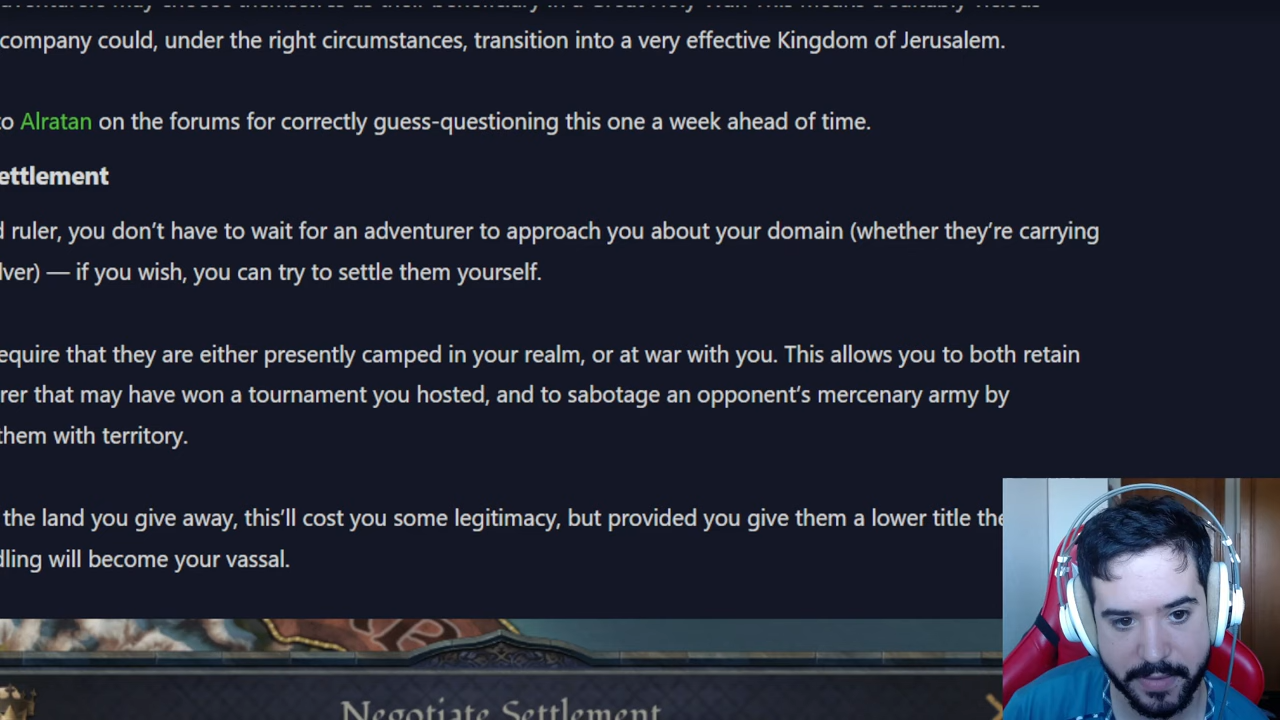 company could, under the right circumstances, transition into a very effective Kingdom of Jerusalem.
to Alratan on the forums for correctly guess-questioning this one a week ahead of time.
ettlement
d ruler, you don’t have to wait for an adventurer to approach you about your domain (whether they’re carrying
lver) — if you wish, you can try to settle them yourself.
equire that they are either presently camped in your realm, or at war with you. This allows you to both retain
rer that may have won a tournament you hosted, and to sabotage an opponent’s mercenary army by
them with territory.
the land you give away, this’ll cost you some legitimacy, but provided you give them a lower title the
dling will become your vassal.
Negotiate Settlement